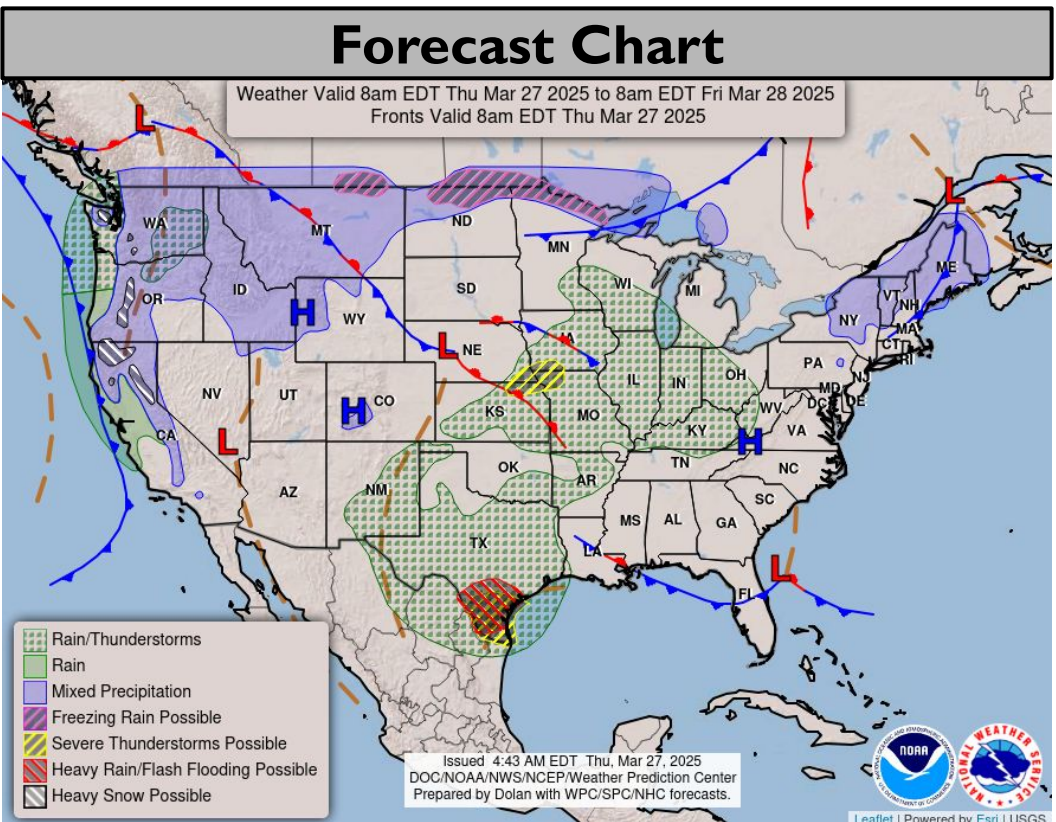 Forecast Chart
Weather Valid 8am EDT Thu Mar 27 2025 to 8am EDT Fri Mar 28 2025
Fronts Valid 8am EDT Thu Mar 27 2025
L
L
WA
MT
ND
MN
ME
OR
ID
H
WY
SD
WI
MI
VT
NH
NY
MA
CT
RI
L
NE
IA
PA
NJ
NV
UT
H
CO
KS
MO
IL
IN
OH
WV
MD
DE
DC
VA
CA
L
KY
H
AZ
NM
OK
AR
TN
NC
SC
TX
LA
MS
AL
GA
L
FL
Rain/Thunderstorms
Rain
Mixed Precipitation
Freezing Rain Possible
Severe Thunderstorms Possible
Heavy Rain/Flash Flooding Possible
Heavy Snow Possible
Issued 4:43 AM EDT Thu, Mar 27, 2025
DOC/NOAA/NWS/NCEP/Weather Prediction Center
Prepared by Dolan with WPC/SPC/NHC forecasts.
NOAA
NATIONAL WEATHER SERVICE
Leaflet | Powered by Esri | USGS